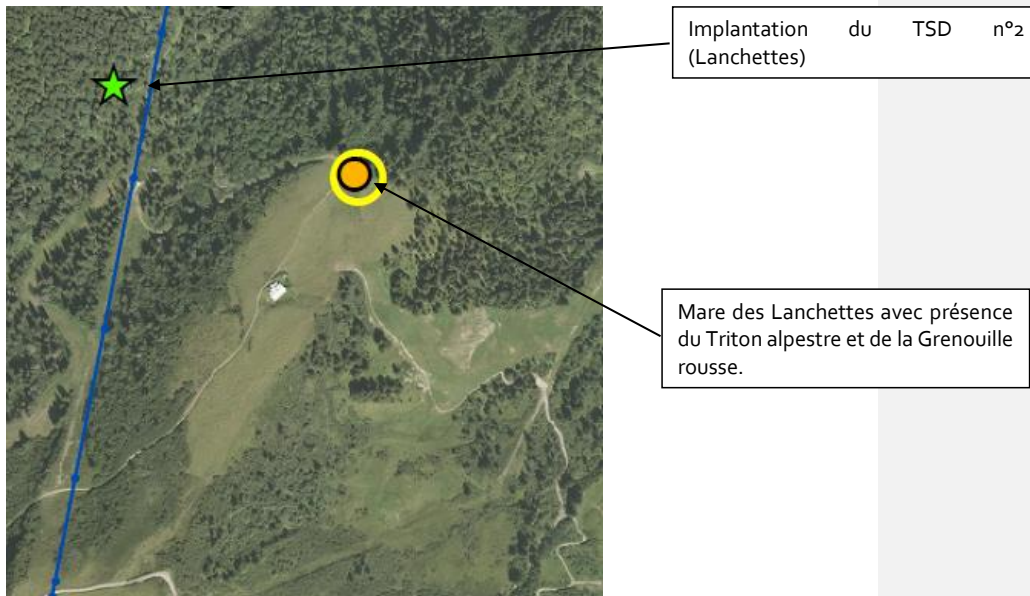 Implantation du TSD n°2
(Lanchettes)
Mare des Lanchettes avec présence
du Triton alpestre et de la Grenouille
rousse.